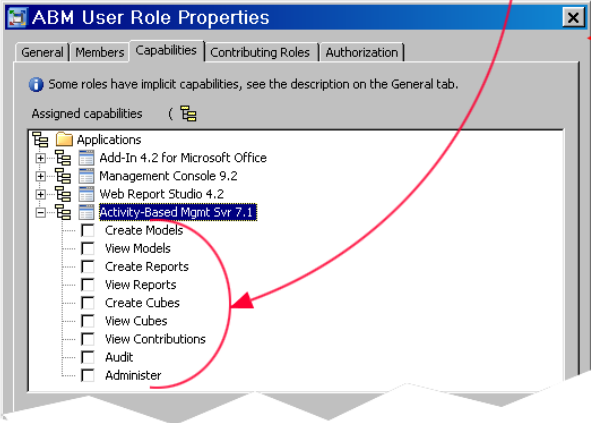 ABM User Role Properties
General Members Capabilities Contributing Roles Authorization
Some roles have implicit capabilities, see the description on the General tab.
Assigned capabilities (
Applications
Add-In 4.2 for Microsoft Office
Management Console 9.2
Web Report Studio 4.2
Activity-Based Mgmt Svr 7.1
Create Models
View Models
Create Reports
View Reports
Create Cubes
View Cubes
View Contributions
Audit
Administer